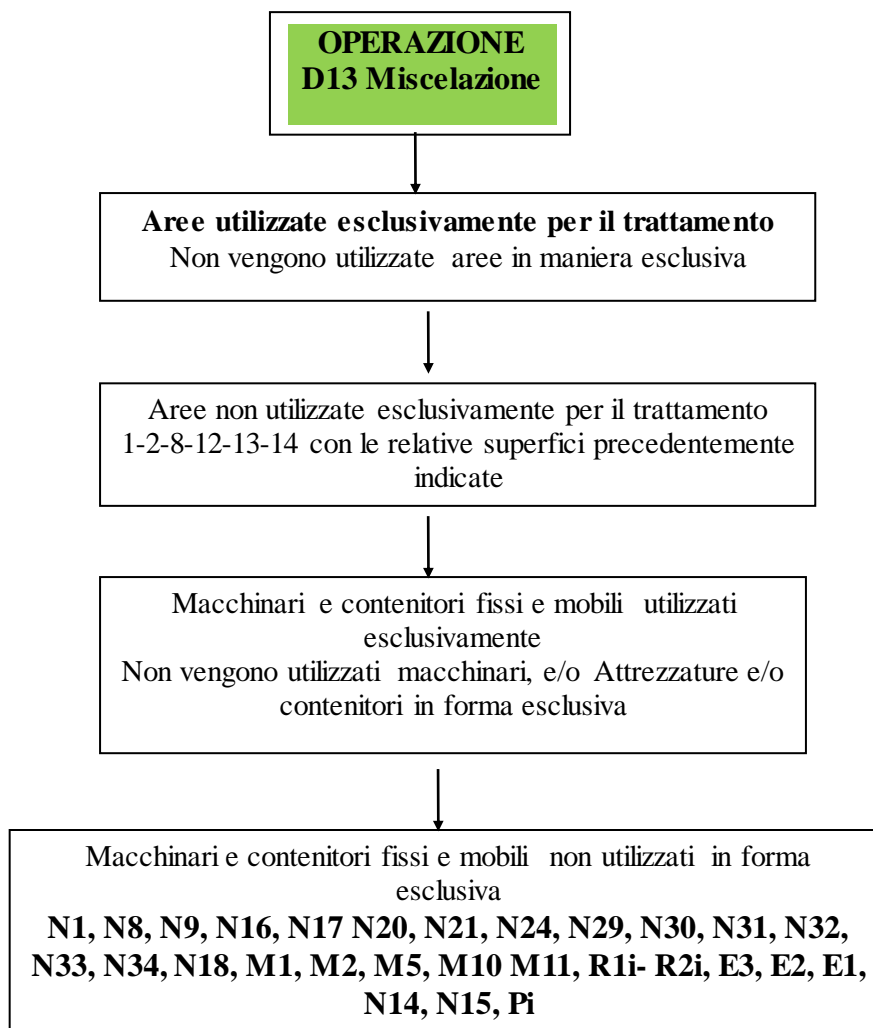 OPERAZIONE
D13 Miscelazione
Aree utilizzate esclusivamente per il trattamento
Non vengono utilizzate aree in maniera esclusiva
Aree non utilizzate esclusivamente per il trattamento
1-2-8-12-13-14 con le relative superfici precedentemente
indicate
Macchinari e contenitori fissi e mobili utilizzati
esclusivamente
Non vengono utilizzati macchinari, e/o Attrezzature e/o
contenitori in forma esclusiva
Macchinari e contenitori fissi e mobili non utilizzati in forma
esclusiva
N1, N8, N9, N16, N17 N20, N21, N24, N29, N30, N31, N32,
N33, N34, N18, M1, M2, M5, M10 M11, R1i- R2i, E3, E2, E1,
N14, N15, Pi